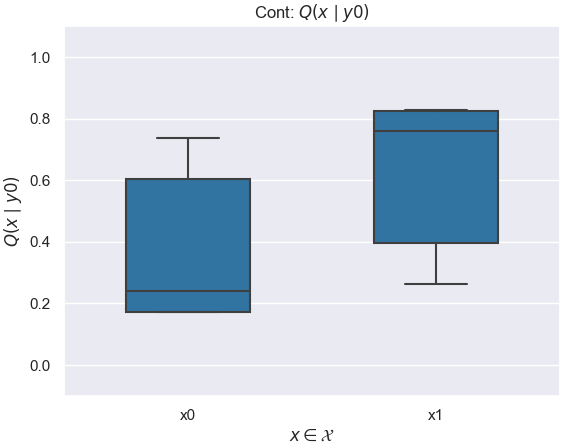 Cont: Q(x | y0)
Q(x | y0)
1.0
0.8
0.6
0.4
0.2
0.0
x0 x1
x ∈ 𝒳